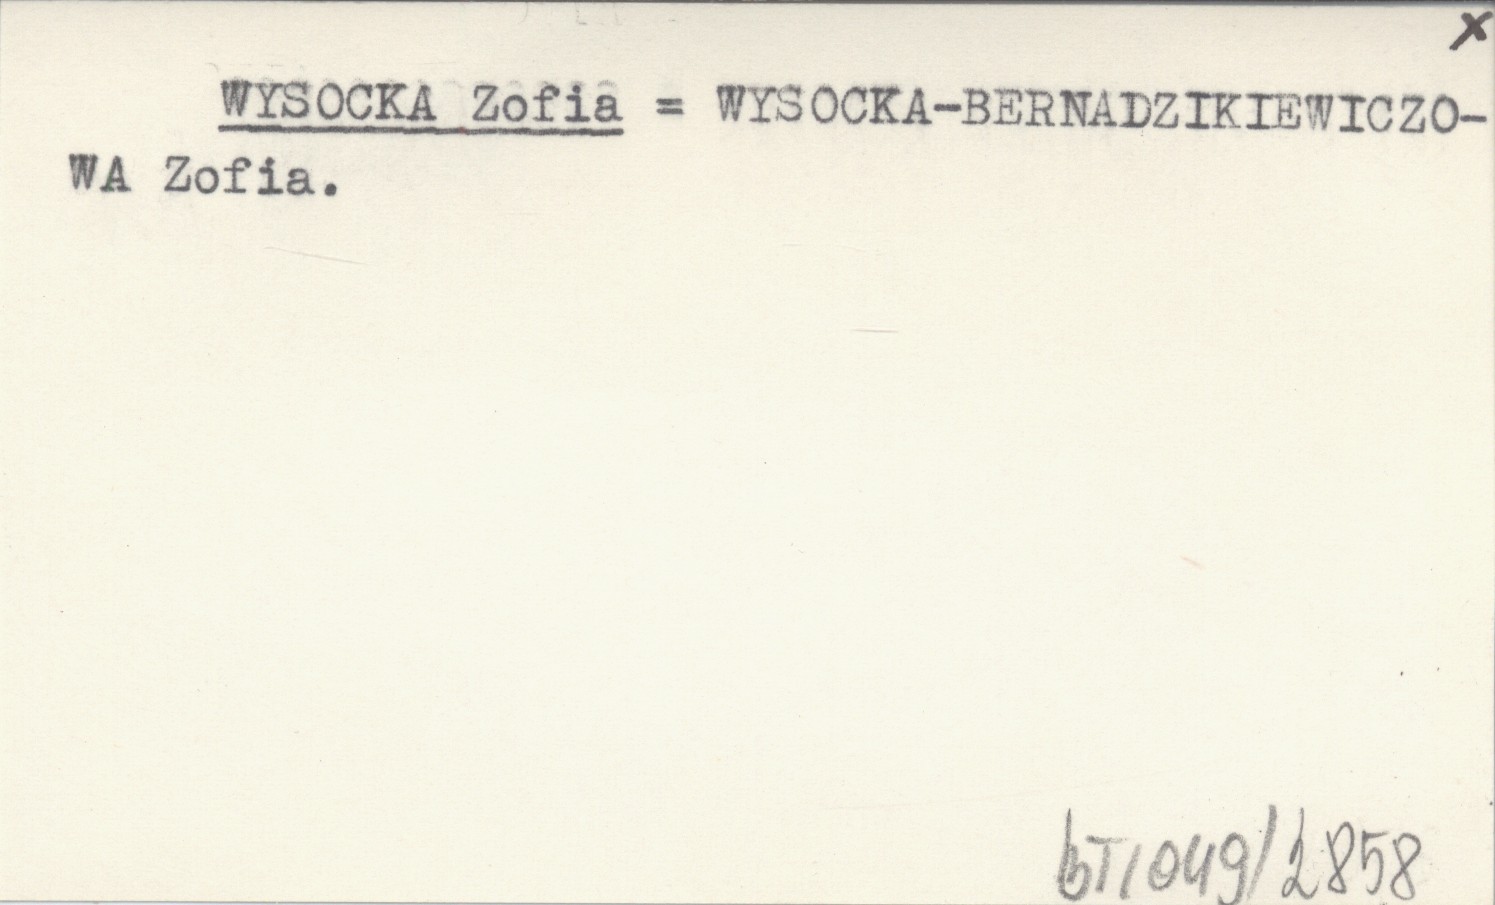 x
WYSOCKA Zofia = WYSOCKA-BERNADZIKIEWICZO-
WA Zofia.
bT/049/2858